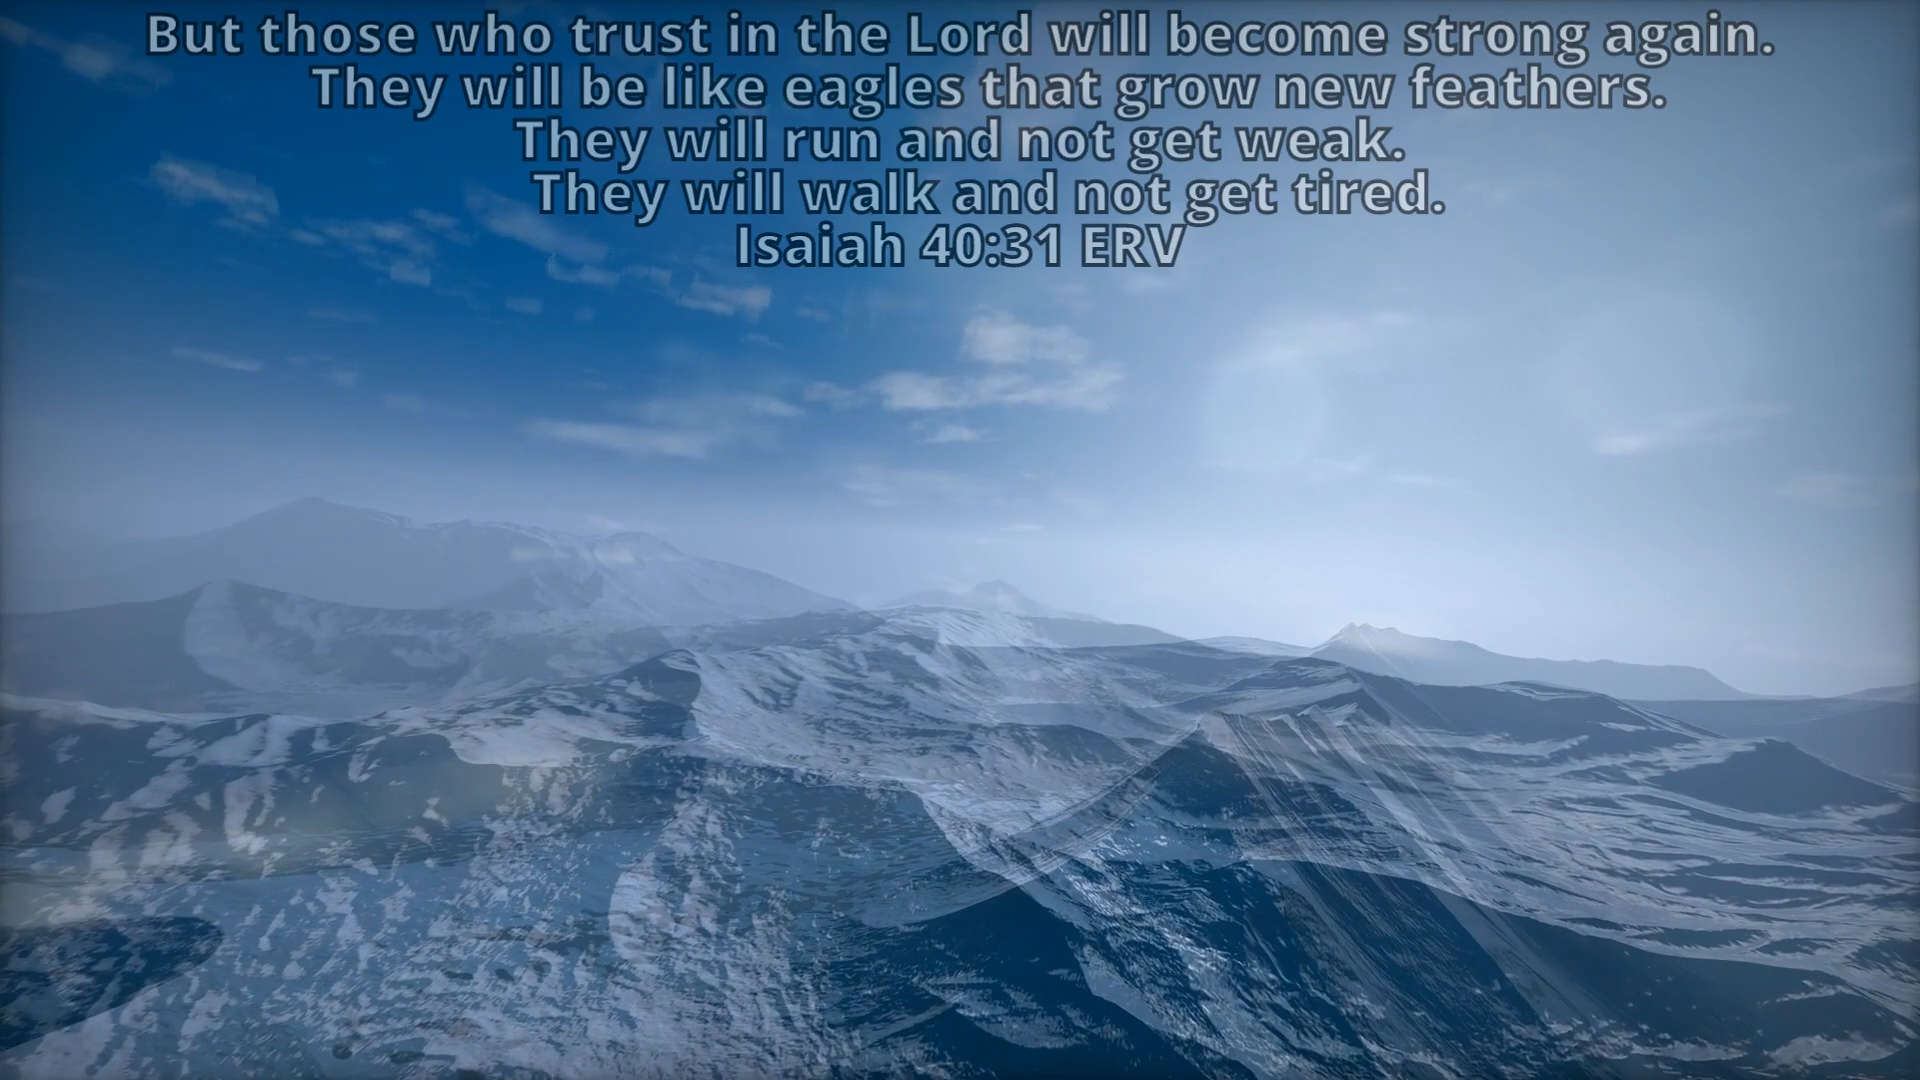 But those who trust in the Lord will become strong again.
They will be like eagles that grow new feathers.
They will run and not get weak.
They will walk and not get tired.
Isaiah 40:31 ERV